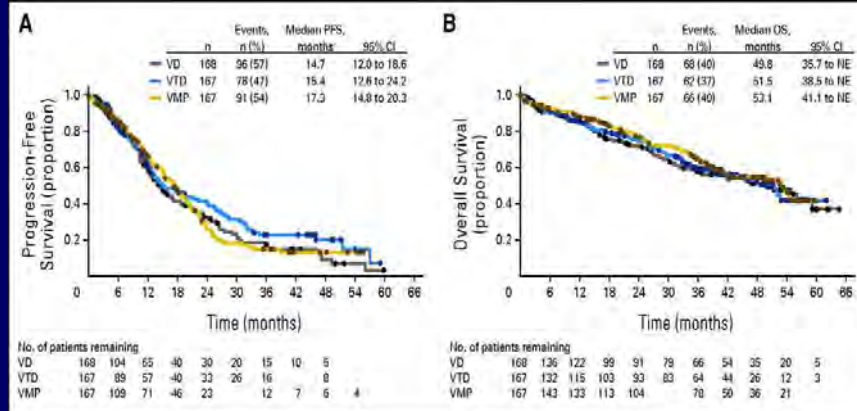 A
Events, Median PFS,
n n (%) months 95% CI
VD 168 96 (57) 14.7 12.0 to 18.6
VTD 167 78 (47) 15.4 12.6 to 24.2
VMP 167 91 (54) 17.3 14.8 to 20.3
Progression-Free
Survival (proportion)
1.0
0.8
0.6
0.4
0.2
0 6 12 18 24 30 36 42 48 54 60 66
Time (months)
No. of patients remaining
VD 168 104 65 40 30 20 15 10 5
VTD 167 89 57 40 33 26 16 8
VMP 167 109 71 46 23 12 7 6 4
B
Events, Median OS,
n n (%) months 95% CI
VD 168 68 (40) 49.8 35.7 to NE
VTD 167 62 (37) 51.5 38.5 to NE
VMP 167 66 (40) 53.1 41.1 to NE
Overall Survival
(proportion)
1.0
0.8
0.6
0.4
0.2
0 6 12 18 24 30 36 42 48 54 60 66
Time (months)
No. of patients remaining
VD 168 136 122 99 91 79 66 54 35 20 5
VTD 167 132 115 103 93 83 64 44 26 12 3
VMP 167 143 133 113 104 78 50 36 21